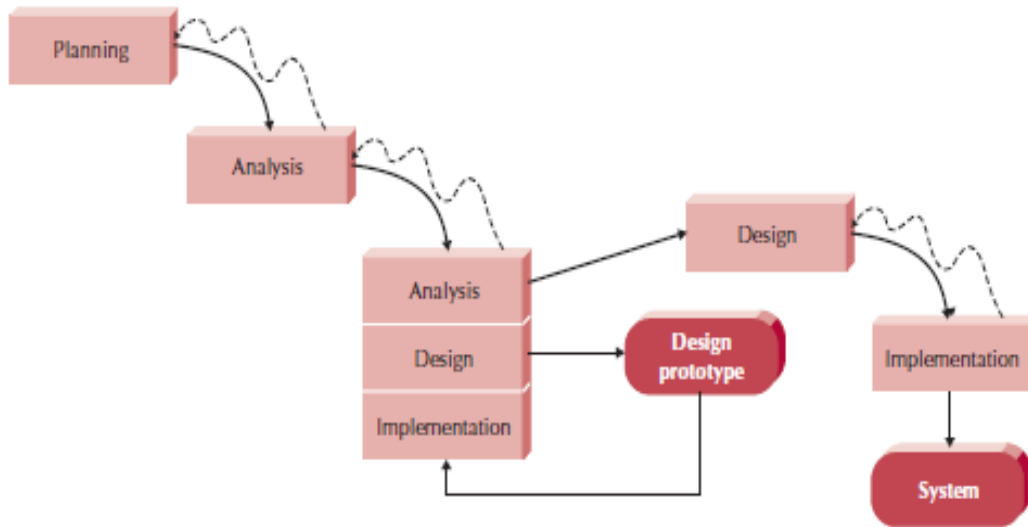 Planning
Analysis
Analysis
Design
Implementation
Design
prototype
Design
Implementation
System